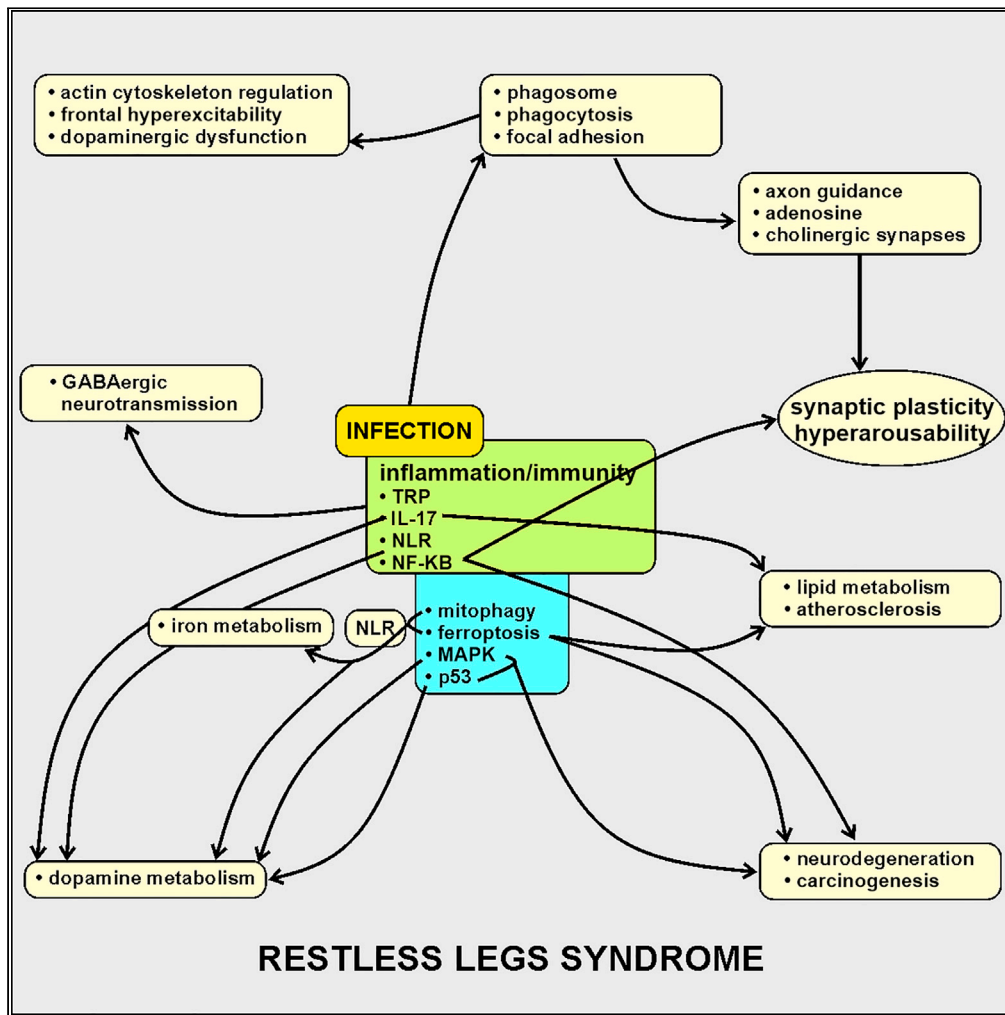 • actin cytoskeleton regulation
• frontal hyperexcitability
• dopaminergic dysfunction
• phagosome
• phagocytosis
• focal adhesion
• axon guidance
• adenosine
• cholinergic synapses
• GABAergic
neurotransmission
synaptic plasticity
hyperarousability
INFECTION
inflammation/immunity
• TRP
• IL-17
• NLR
• NF-KB
• lipid metabolism
• atherosclerosis
• iron metabolism
NLR
• mitophagy
• ferroptosis
• MAPK
• p53
• dopamine metabolism
• neurodegeneration
• carcinogenesis
RESTLESS LEGS SYNDROME